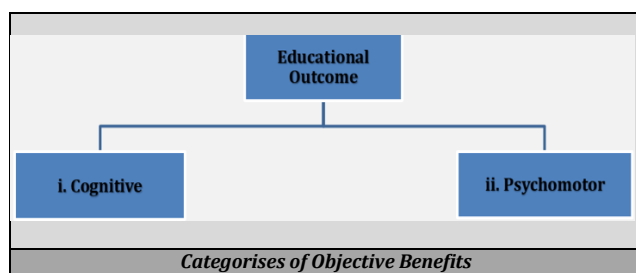 Educational
Outcome
i. Cognitive
ii. Psychomotor
Categorises of Objective Benefits